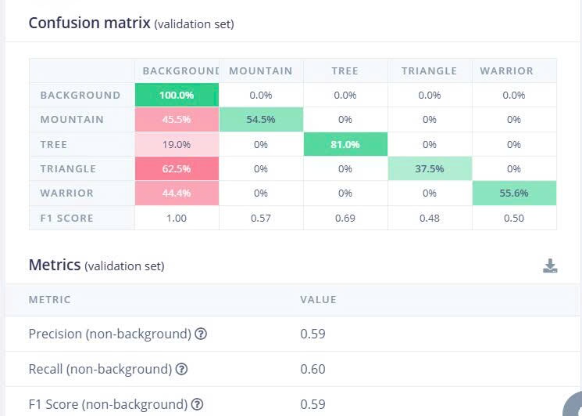 Confusion matrix (validation set)
BACKGROUND MOUNTAIN TREE TRIANGLE WARRIOR
BACKGROUND 100.0% 0.0% 0.0% 0.0% 0.0%
MOUNTAIN 45.5% 54.5% 0% 0% 0%
TREE 19.0% 0% 81.0% 0% 0%
TRIANGLE 62.5% 0% 0% 37.5% 0%
WARRIOR 44.4% 0% 0% 0% 55.6%
F1 SCORE 1.00 0.57 0.69 0.48 0.50
Metrics (validation set)
METRIC VALUE
Precision (non-background) ? 0.59
Recall (non-background) ? 0.60
F1 Score (non-background) ? 0.59